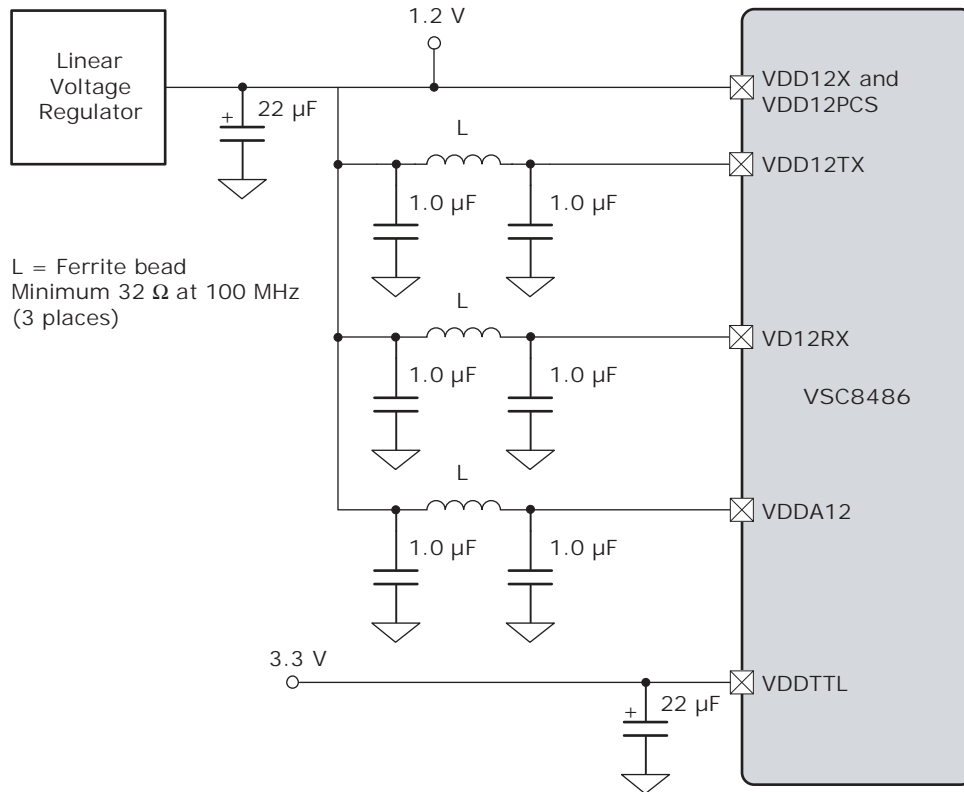 1.2 V
Linear
Voltage
Regulator
+
22 µF
VDD12X and
VDD12PCS
L
VDD12TX
1.0 µF
1.0 µF
L = Ferrite bead
Minimum 32 Ω at 100 MHz
(3 places)
L
VD12RX
1.0 µF
1.0 µF
VSC8486
L
VDDA12
1.0 µF
1.0 µF
3.3 V
VDDTTL
+
22 µF